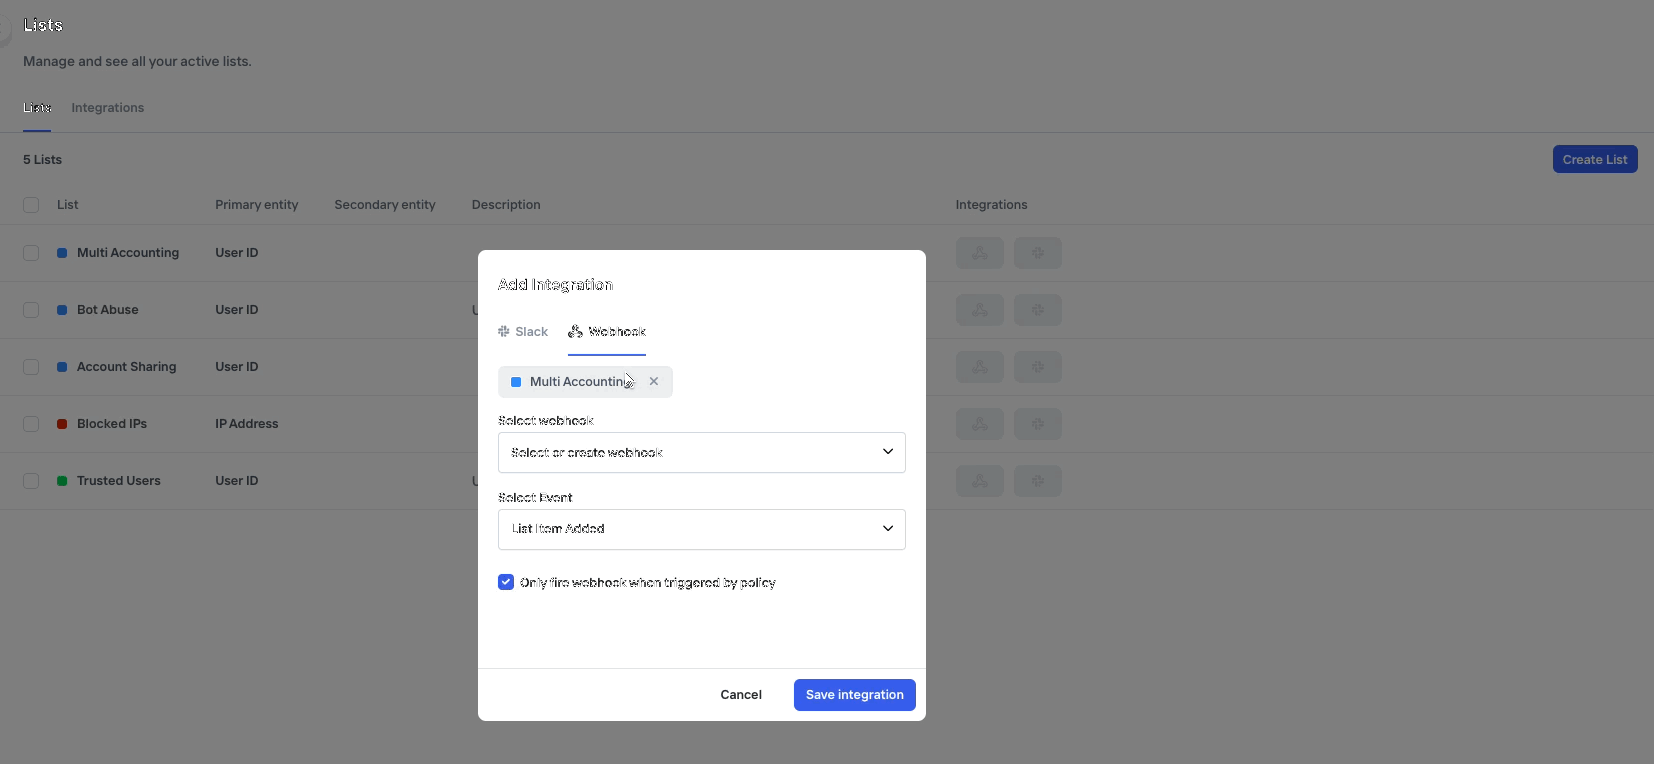 Lists
Manage and see all your active lists.
Lists Integrations
5 Lists Create List
List Primary entity Secondary entity Description Integrations
Multi Accounting User ID
Bot Abuse User ID U
Account Sharing User ID
Blocked IPs IP Address
Trusted Users User ID U
Add Integration
Slack Webhook
Multi Accounting
Select webhook
Select or create webhook
Select Event
List Item Added
Only fire webhook when triggered by policy
Cancel Save integration